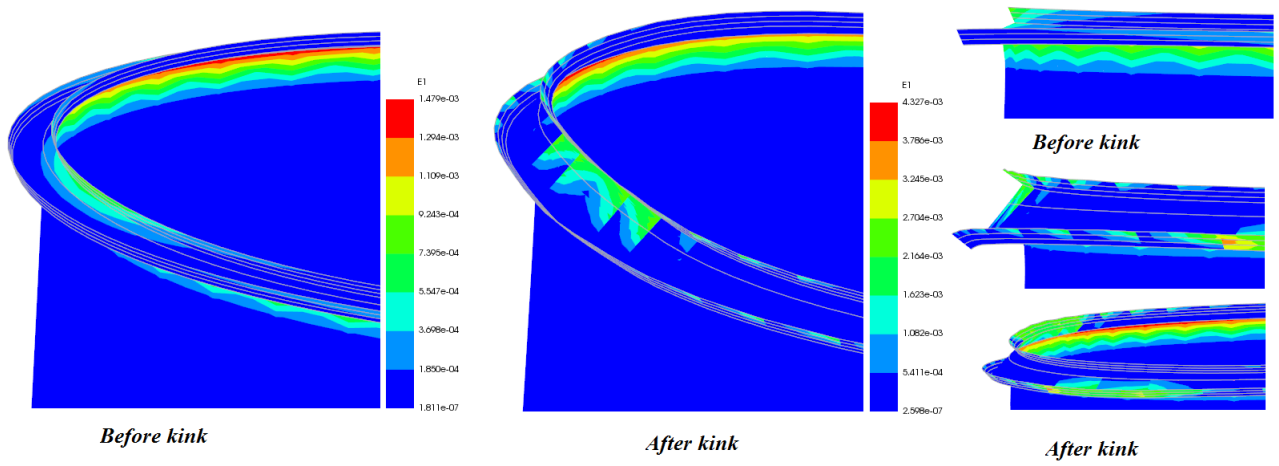 E1
1.479e-03
1.294e-03
1.109e-03
9.243e-04
7.395e-04
5.547e-04
3.698e-04
1.850e-04
1.811e-07
Before kink
E1
4.327e-03
3.786e-03
3.245e-03
2.704e-03
2.164e-03
1.623e-03
1.082e-03
5.411e-04
2.598e-07
After kink
Before kink
After kink